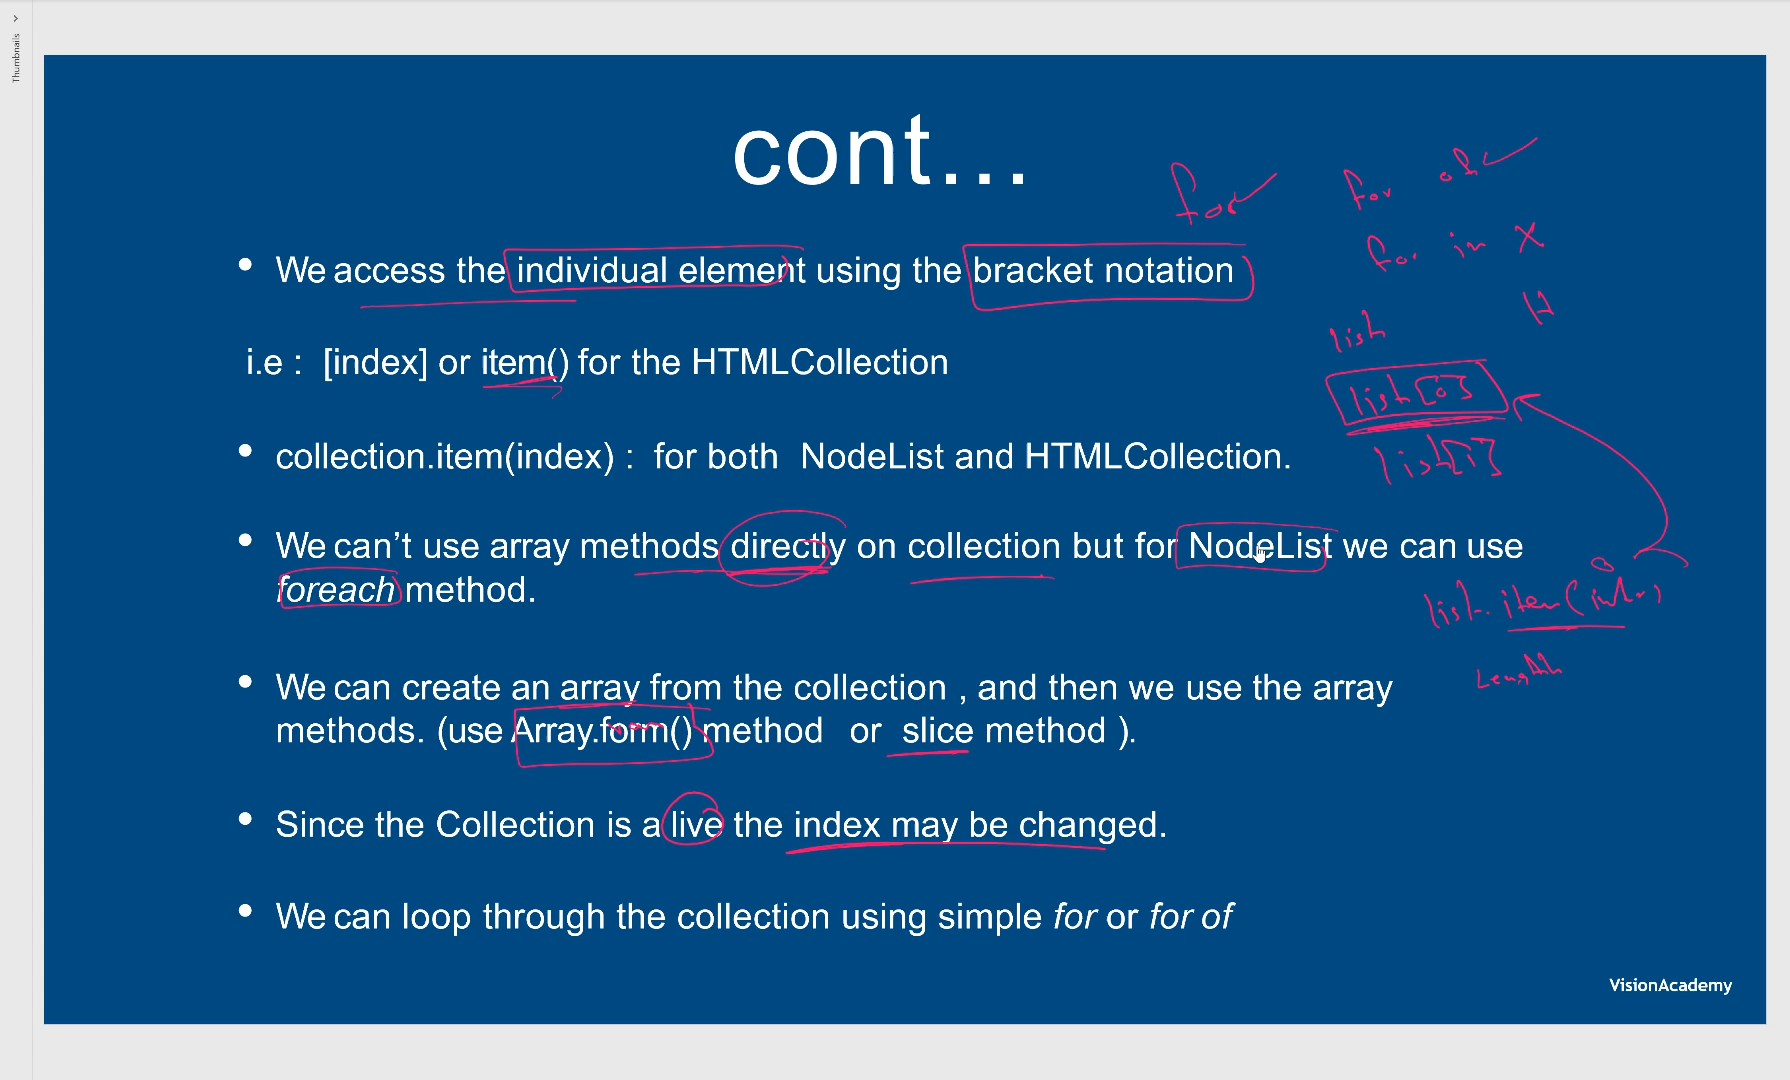 Thumbnails
cont...
for
for of
for in X
• We access the individual element using the bracket notation
list
i.e : [index] or item() for the HTMLCollection
list[0]
• collection.item(index) : for both NodeList and HTMLCollection.
list[1]
• We can’t use array methods directly on collection but for NodeList we can use
foreach method.
list.item(index)
Length
• We can create an array from the collection , and then we use the array
methods. (use Array.form() method or slice method ).
• Since the Collection is a live the index may be changed.
• We can loop through the collection using simple for or for of
VisionAcademy